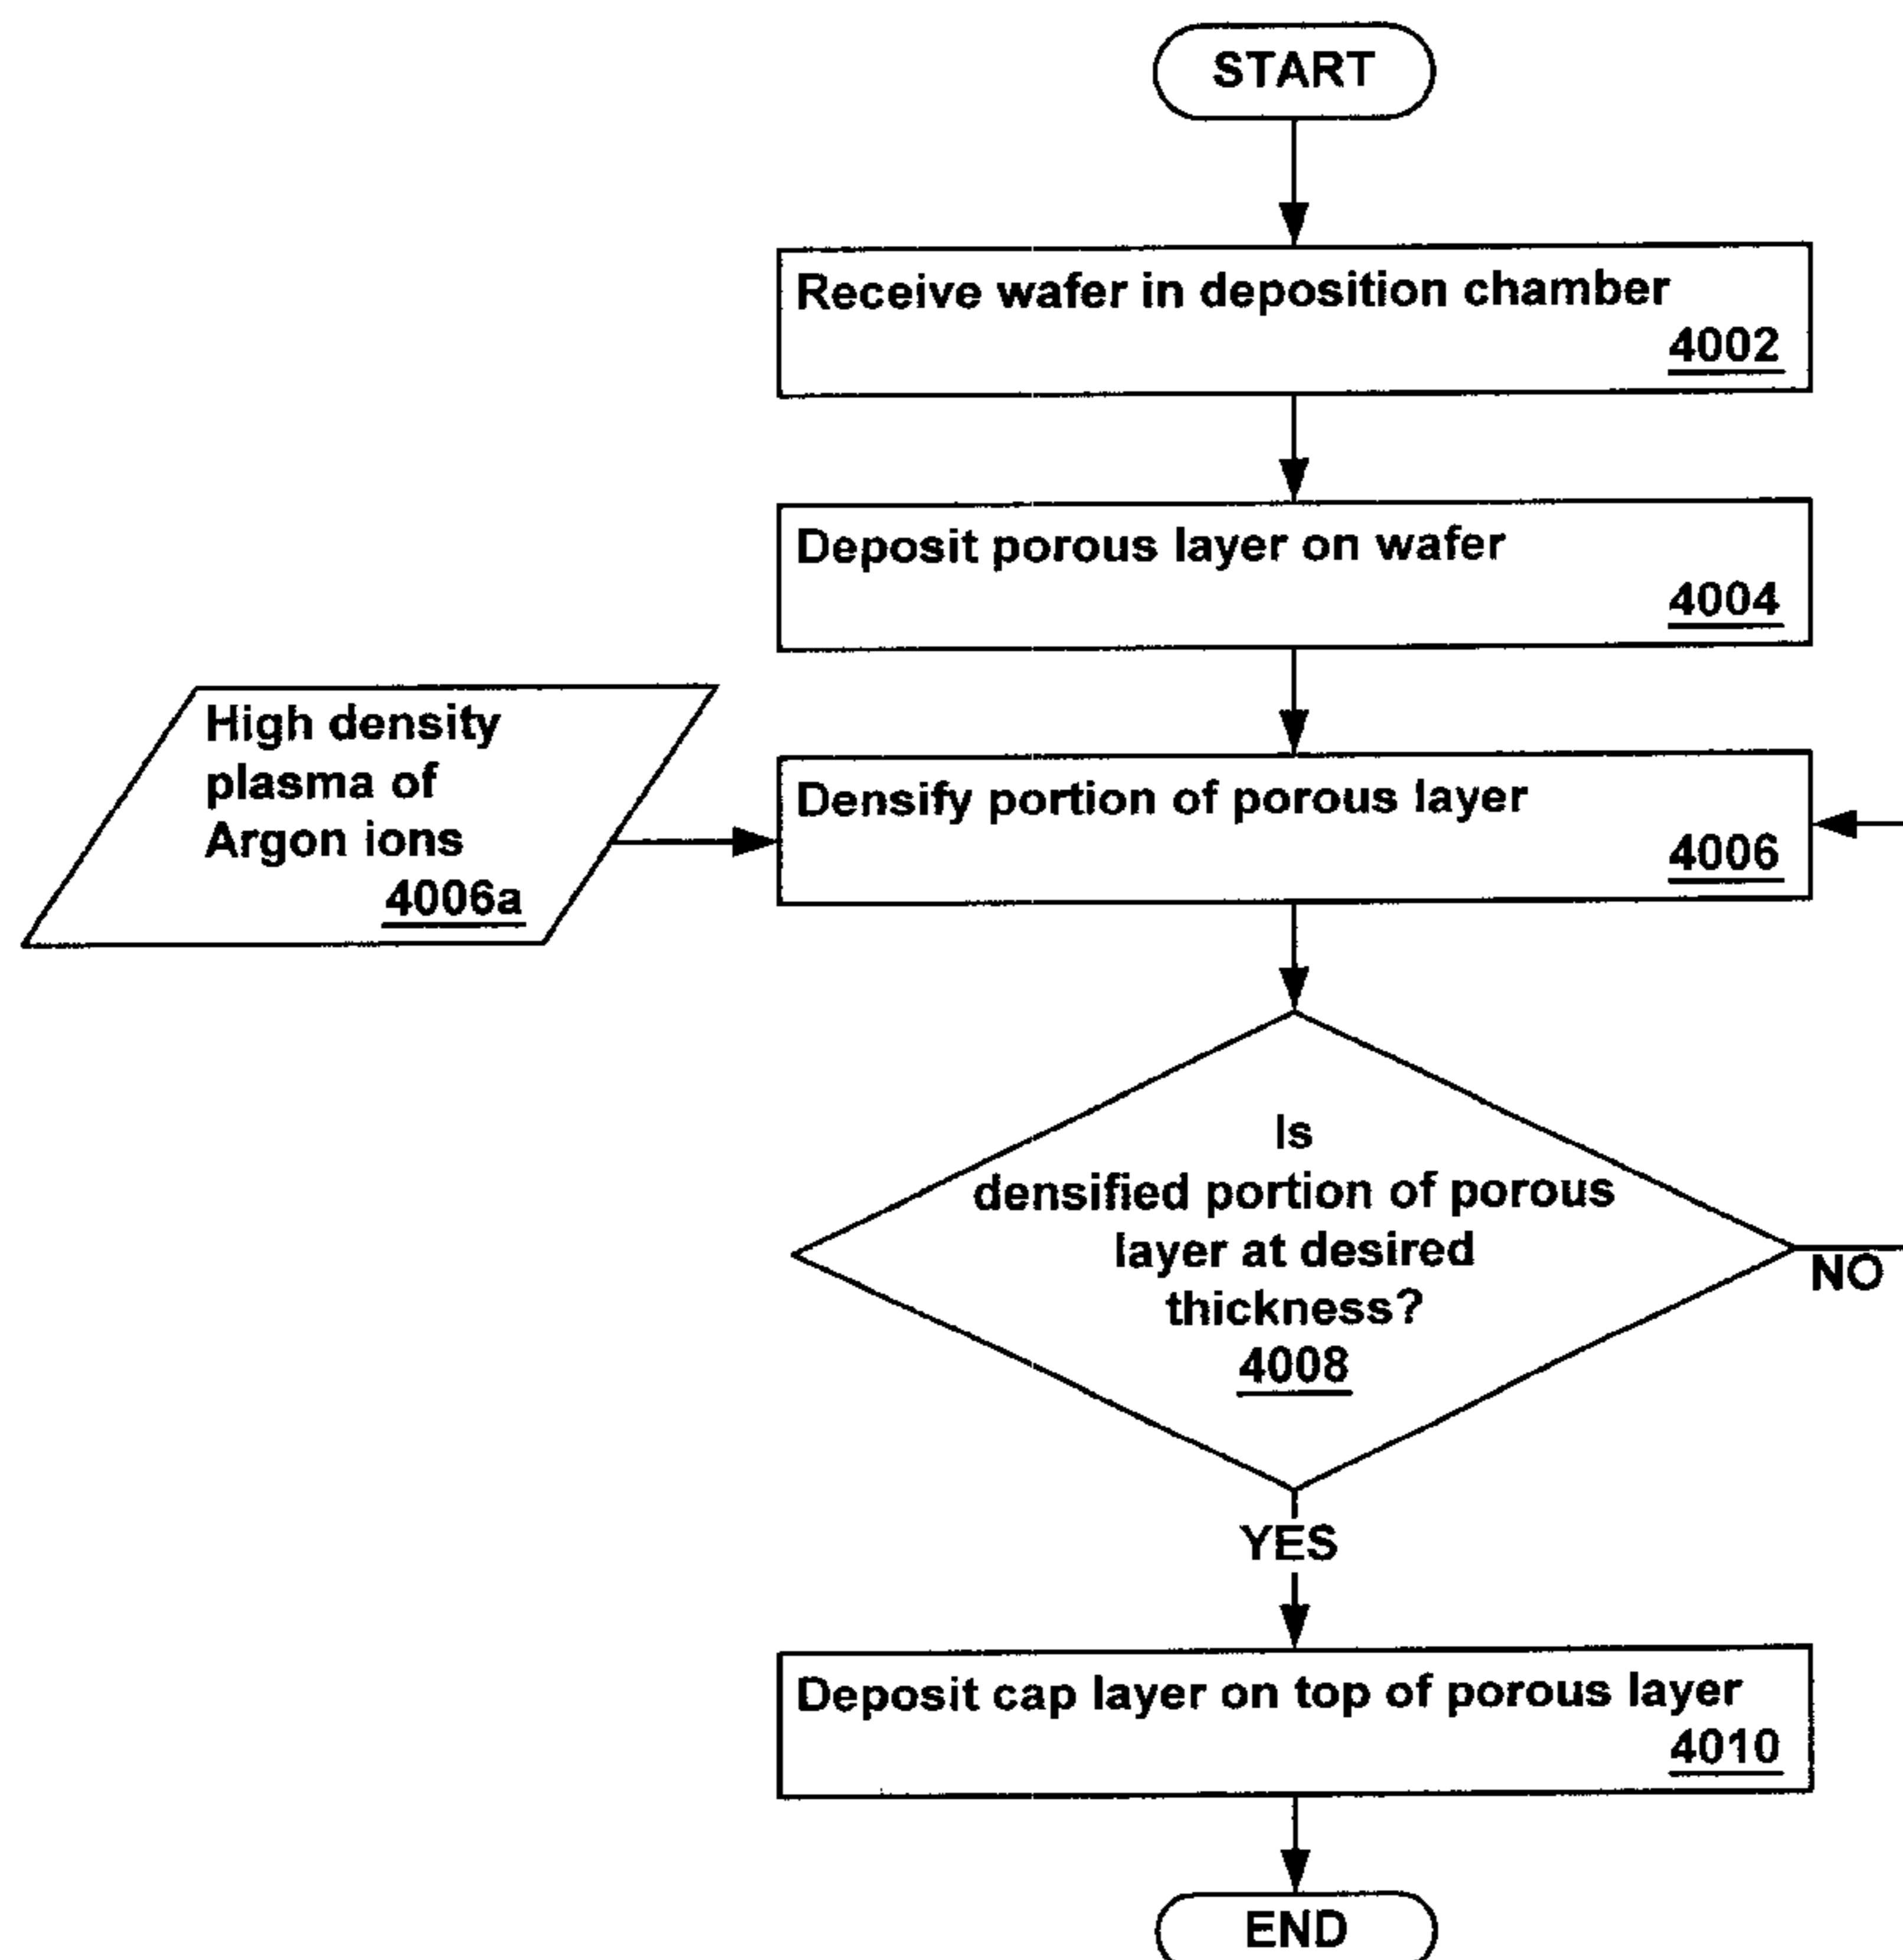 START
Receive wafer in deposition chamber
4002
Deposit porous layer on wafer
4004
High density
plasma of
Argon ions
4006a
Densify portion of porous layer
4006
Is
densified portion of porous
layer at desired
thickness?
4008
NO
YES
Deposit cap layer on top of porous layer
4010
END